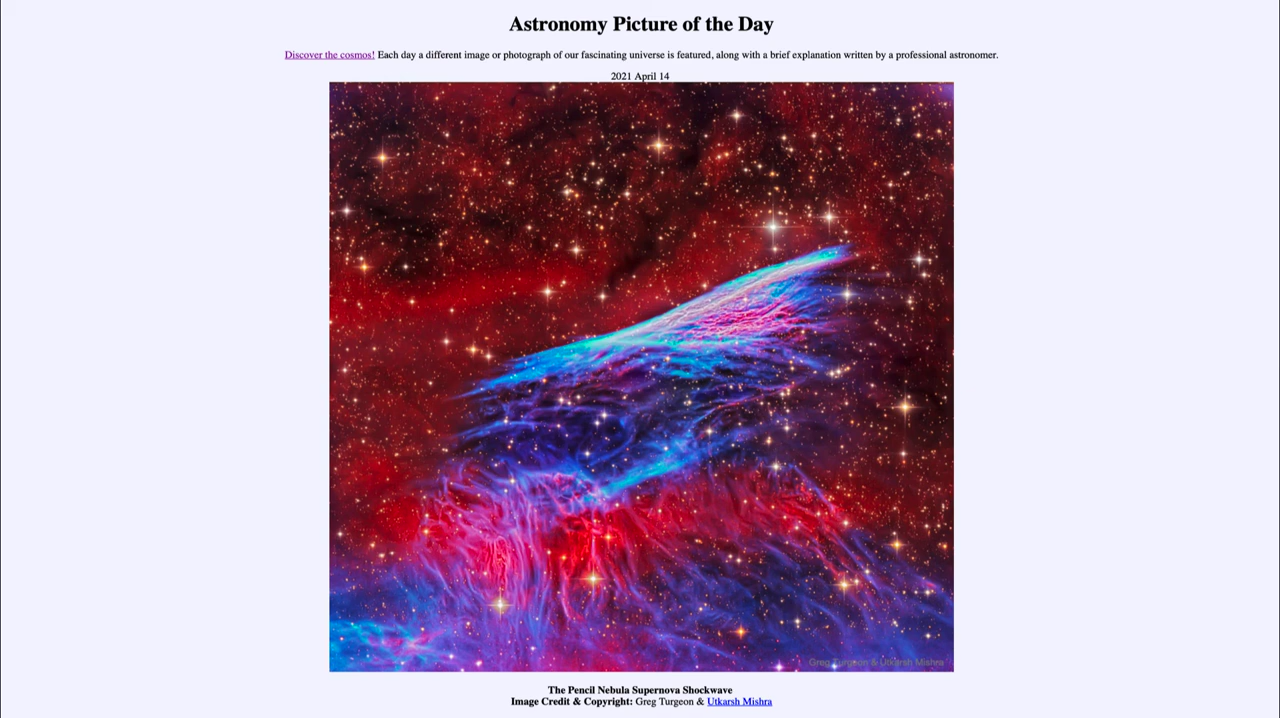 Astronomy Picture of the Day
Discover the cosmos! Each day a different image or photograph of our fascinating universe is featured, along with a brief explanation written by a professional astronomer.
2021 April 14
Greg Turgeon & Utkarsh Mishra
The Pencil Nebula Supernova Shockwave
Image Credit & Copyright: Greg Turgeon & Utkarsh Mishra